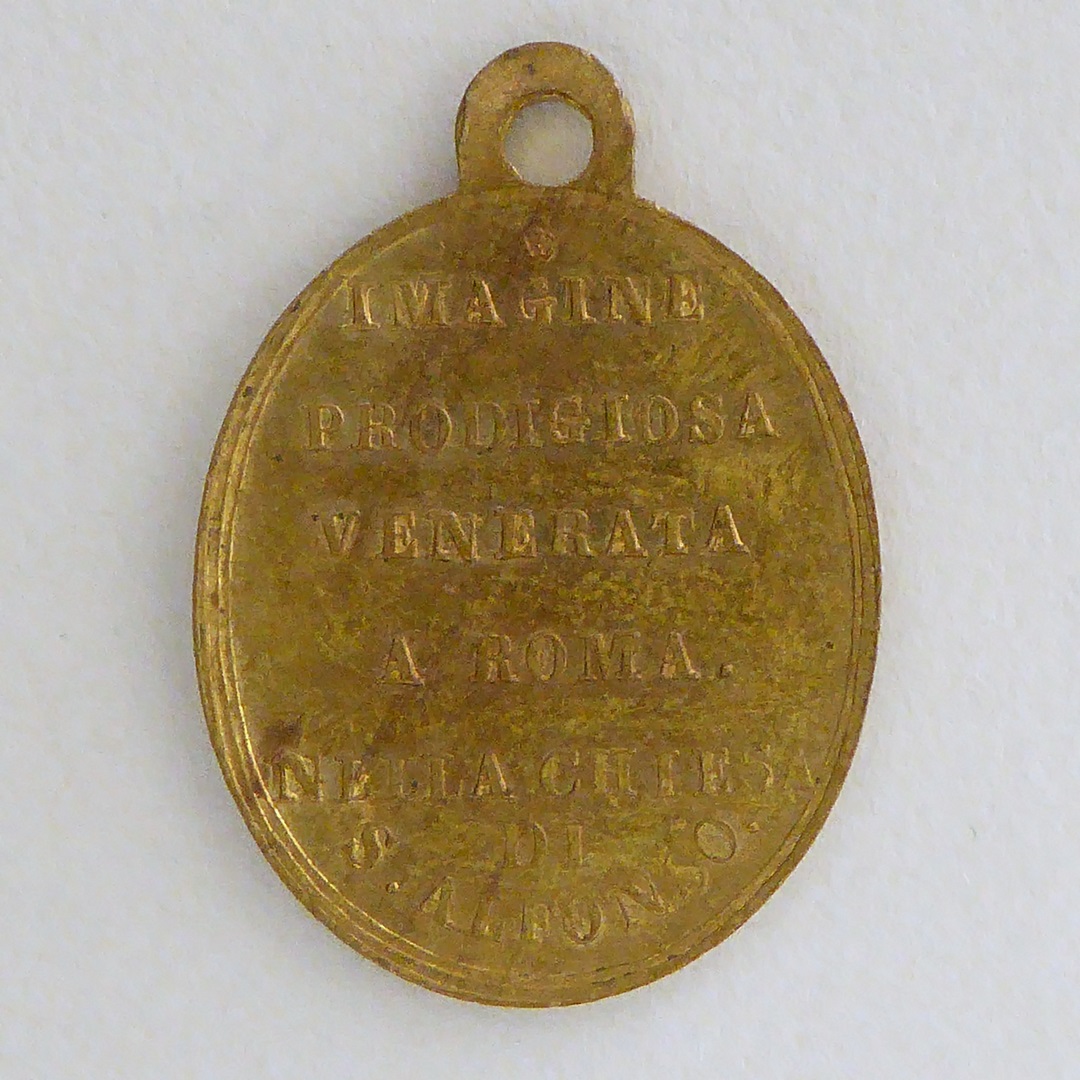 IMAGINE
PRODIGIOSA
VENERATA
A ROMA.
NELLA CHIESA
DI
S. ALFONSO